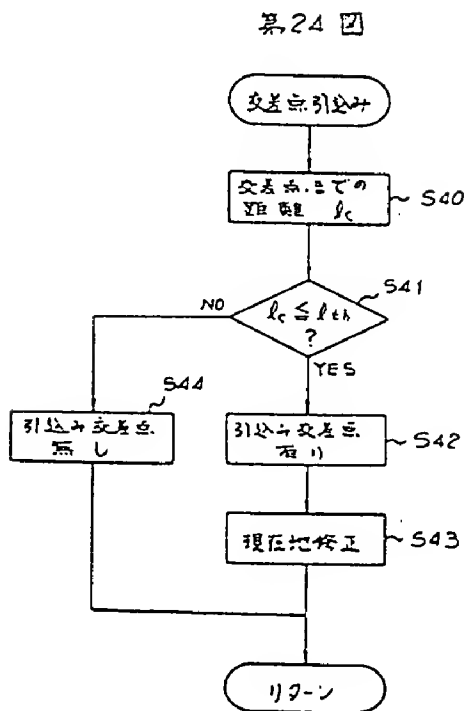 第24図
交差点引込み
交差点までの
距離 lc
S40
S41
NO
lc ≦ lth
?
YES
S44
引込み交差点
無し
引込み交差点
有り
S42
現在地修正
S43
リターン